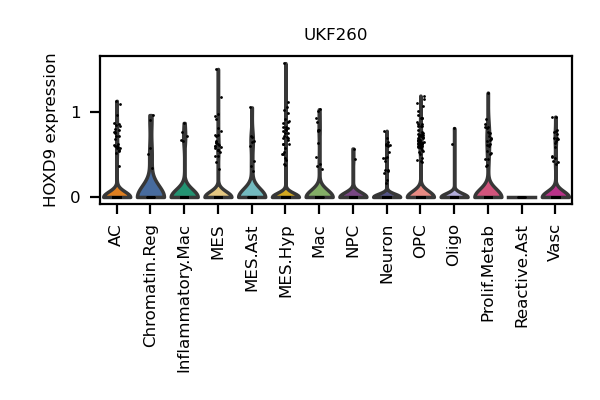 UKF260
HOXD9 expression
1
0
AC
Chromatin.Reg
Inflammatory.Mac
MES
MES.Ast
MES.Hyp
Mac
NPC
Neuron
OPC
Oligo
Prolif.Metab
Reactive.Ast
Vasc